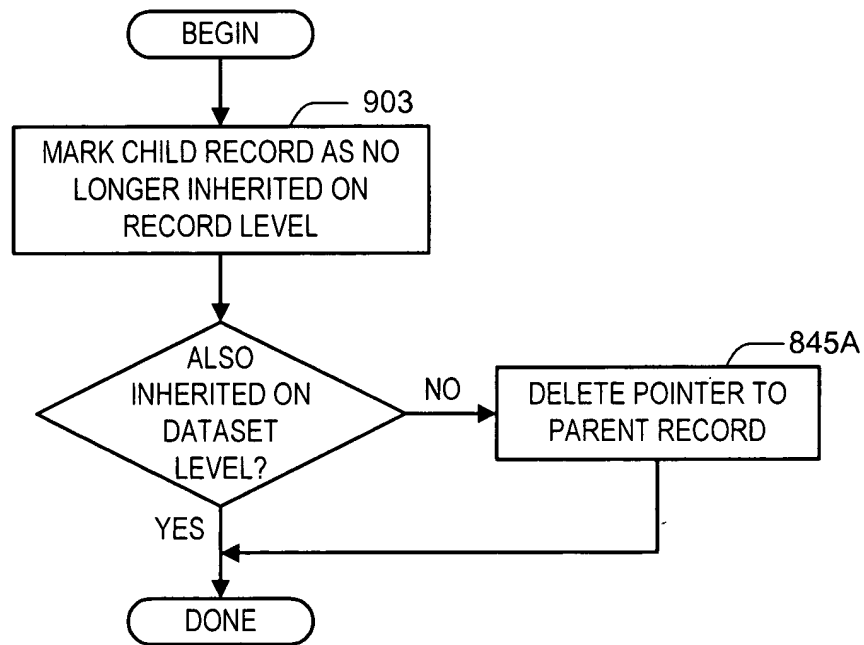 BEGIN
903
MARK CHILD RECORD AS NO
LONGER INHERITED ON
RECORD LEVEL
ALSO
INHERITED ON
DATASET
LEVEL?
NO
845A
DELETE POINTER TO
PARENT RECORD
YES
DONE